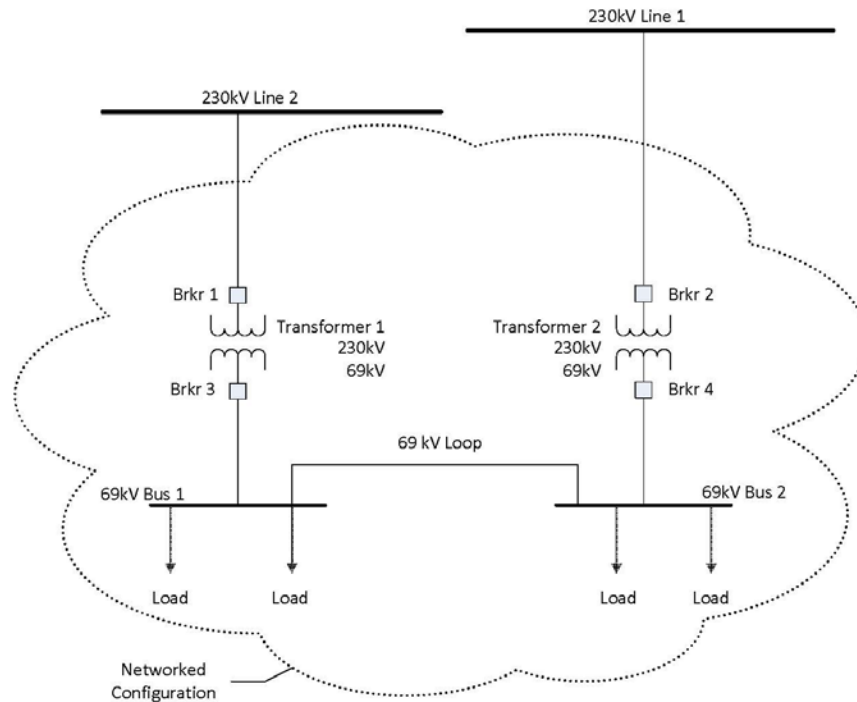 230kV Line 1
230kV Line 2
Brkr 1
Brkr 2
Transformer 1
230kV
69kV
Transformer 2
230kV
69kV
Brkr 3
Brkr 4
69 kV Loop
69kV Bus 1
69kV Bus 2
Load
Load
Load
Load
Networked
Configuration